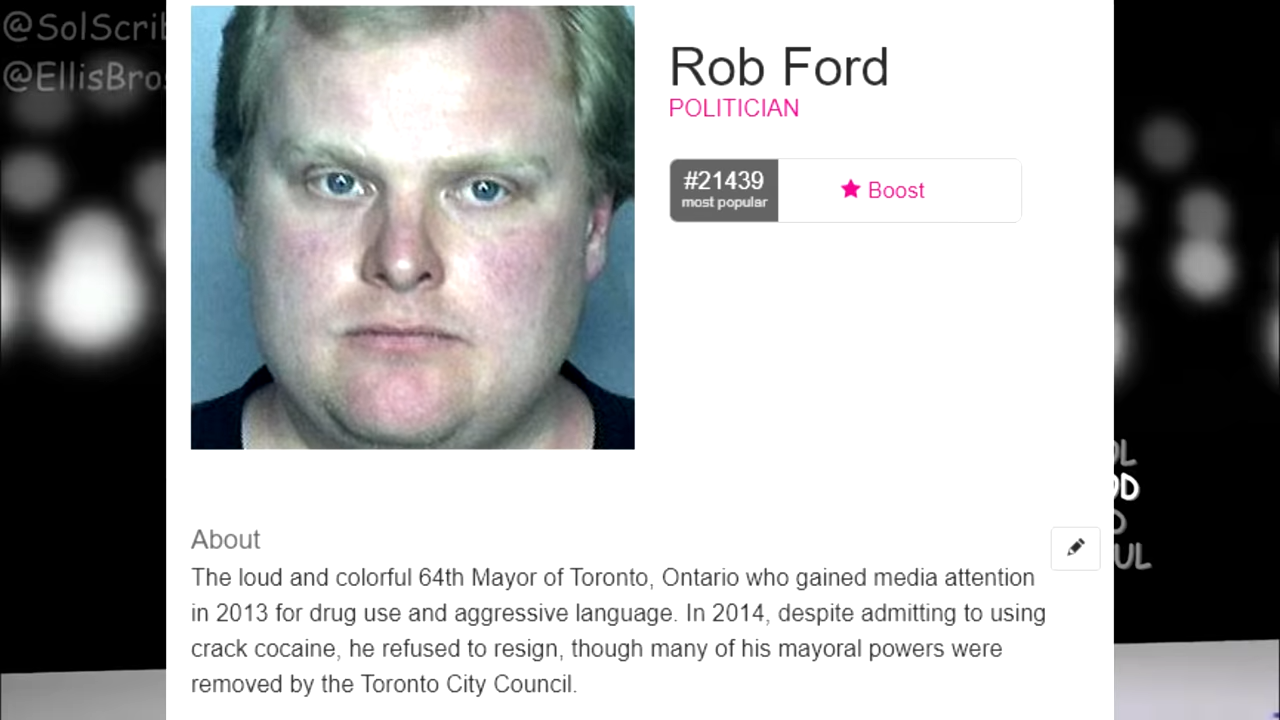 @SolScrib
@EllisBros
Rob Ford
POLITICIAN
#21439
most popular
Boost
About
The loud and colorful 64th Mayor of Toronto, Ontario who gained media attention
in 2013 for drug use and aggressive language. In 2014, despite admitting to using
crack cocaine, he refused to resign, though many of his mayoral powers were
removed by the Toronto City Council.